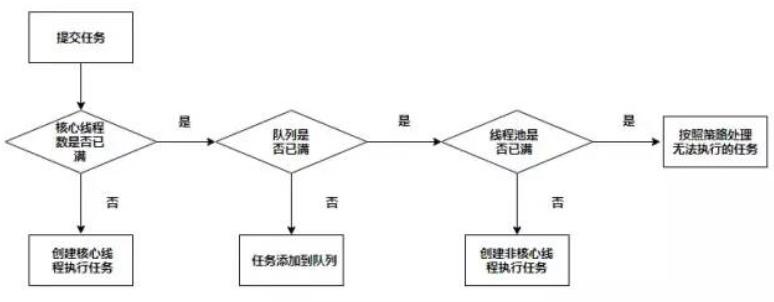 提交任务
核心线程
数是否已
满
是
队列是
否已满
是
线程池是
否已满
是
按照策略处理
无法执行的任务
否
否
否
创建核心线
程执行任务
任务添加到队列
创建非核心线
程执行任务